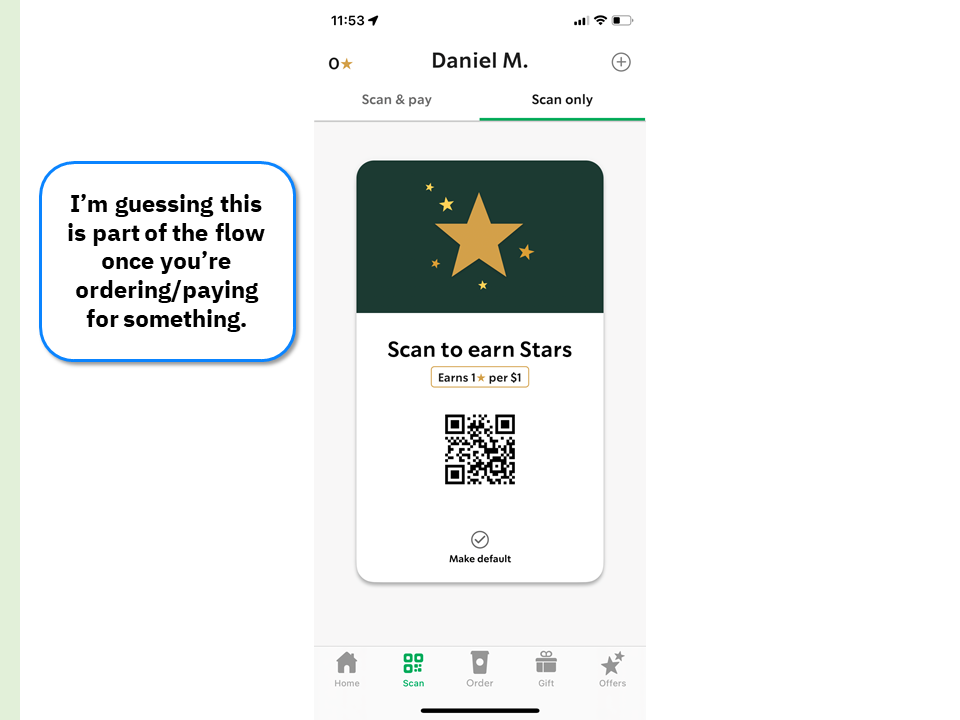 11:53
0★
Daniel M.
Scan & pay
Scan only
I’m guessing this
is part of the flow
once you’re
ordering/paying
for something.
Scan to earn Stars
Earns 1★ per $1
Make default
Home
Scan
Order
Gift
Offers